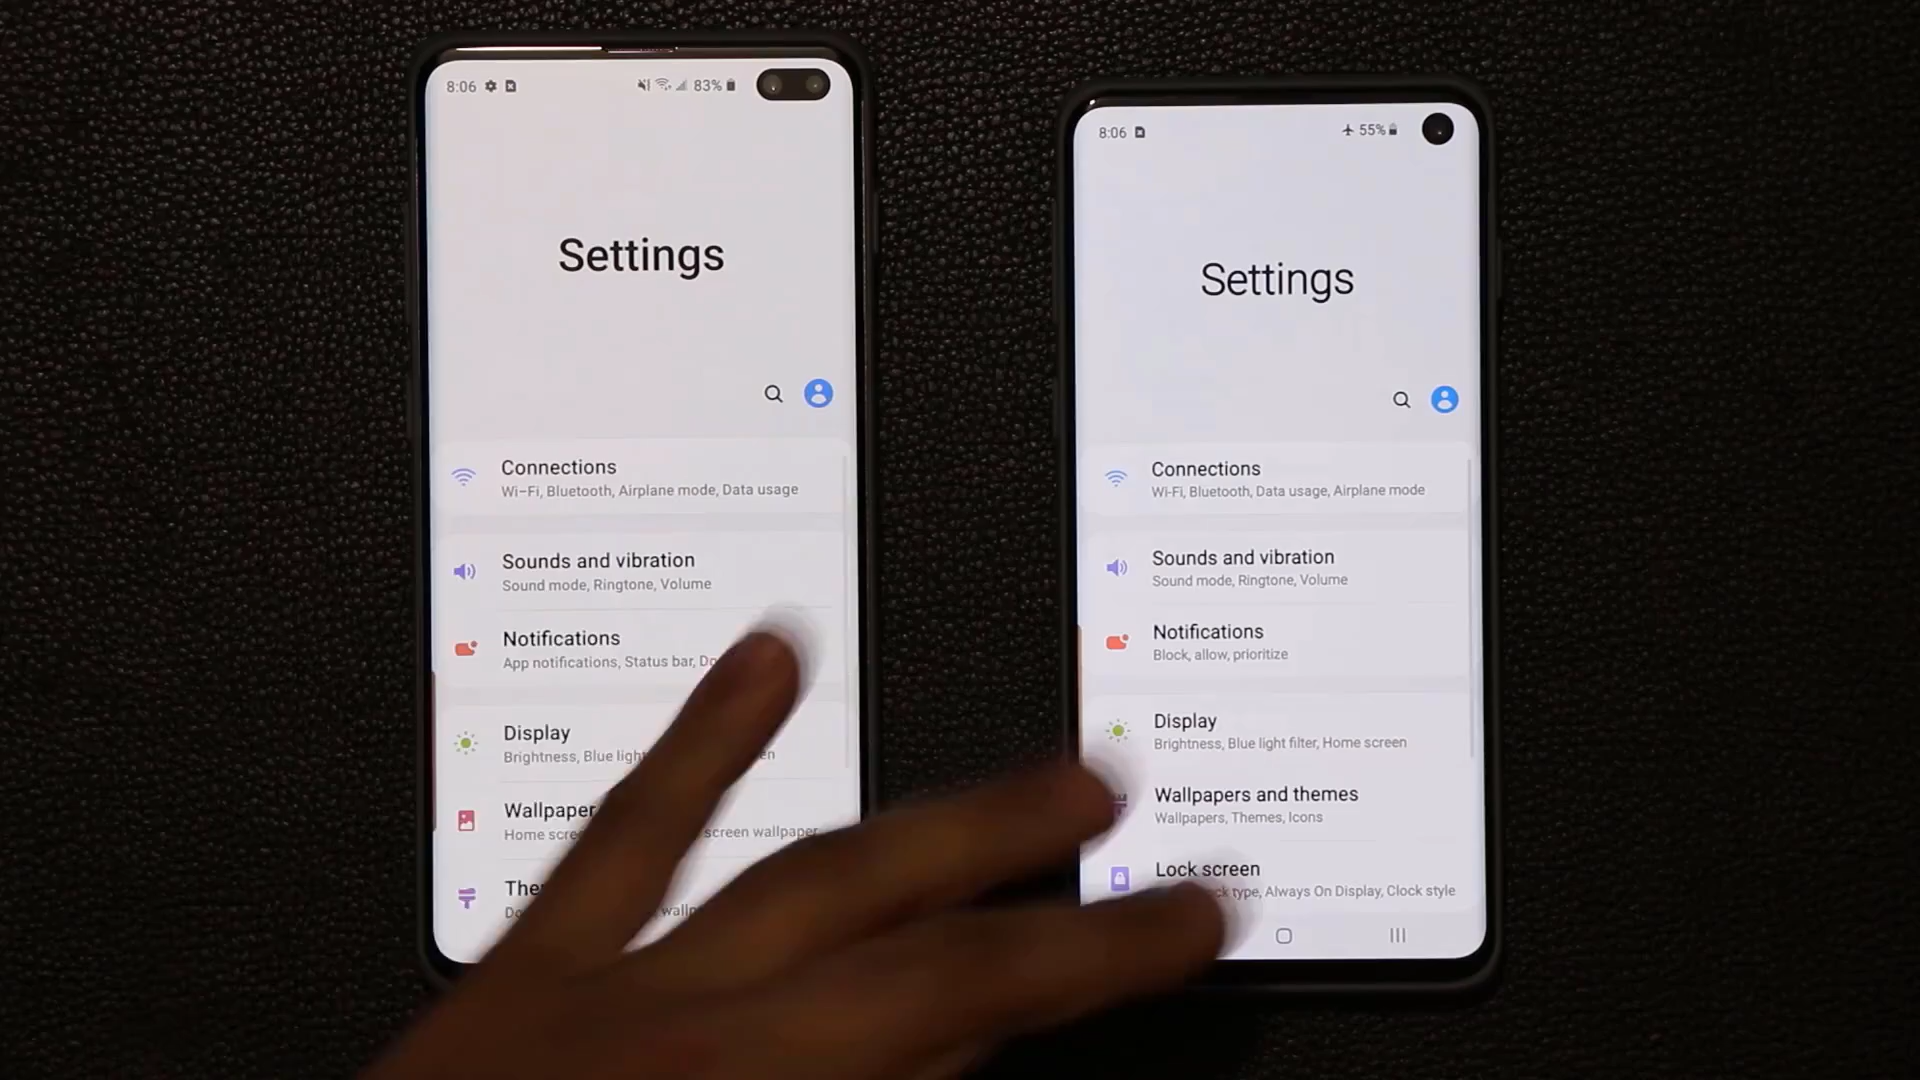 8:06
83%
Settings
Connections
Wi-Fi, Bluetooth, Airplane mode, Data usage
Sounds and vibration
Sound mode, Ringtone, Volume
Notifications
App notifications, Status bar,
Display
Brightness, Blue
Home
screen wallpaper
8:06
55%
Settings
Connections
Wi-Fi, Bluetooth, Data usage, Airplane mode
Sounds and vibration
Sound mode, Ringtone, Volume
Notifications
Block, allow, prioritize
Display
Brightness, Blue light filter, Home screen
Wallpapers and themes
Wallpapers, Themes, Icons
Lock screen
type, Always On Display, Clock style